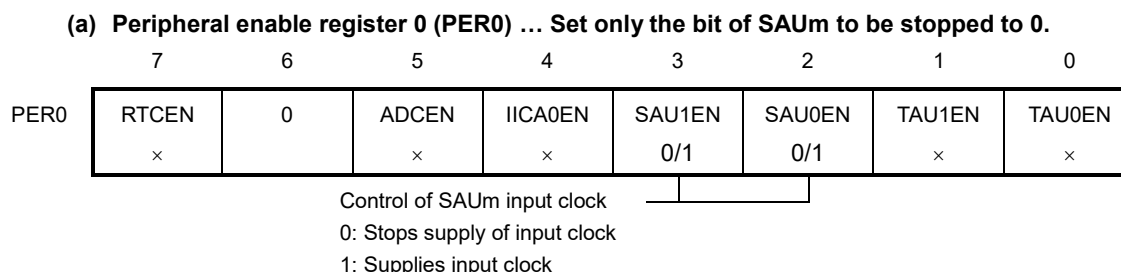 (a) Peripheral enable register 0 (PER0) … Set only the bit of SAUm to be stopped to 0.
7 6 5 4 3 2 1 0
PER0 RTCEN 0 ADCEN IICA0EN SAU1EN SAU0EN TAU1EN TAU0EN
× × × 0/1 0/1 × ×
Control of SAUm input clock
0: Stops supply of input clock
1: Supplies input clock